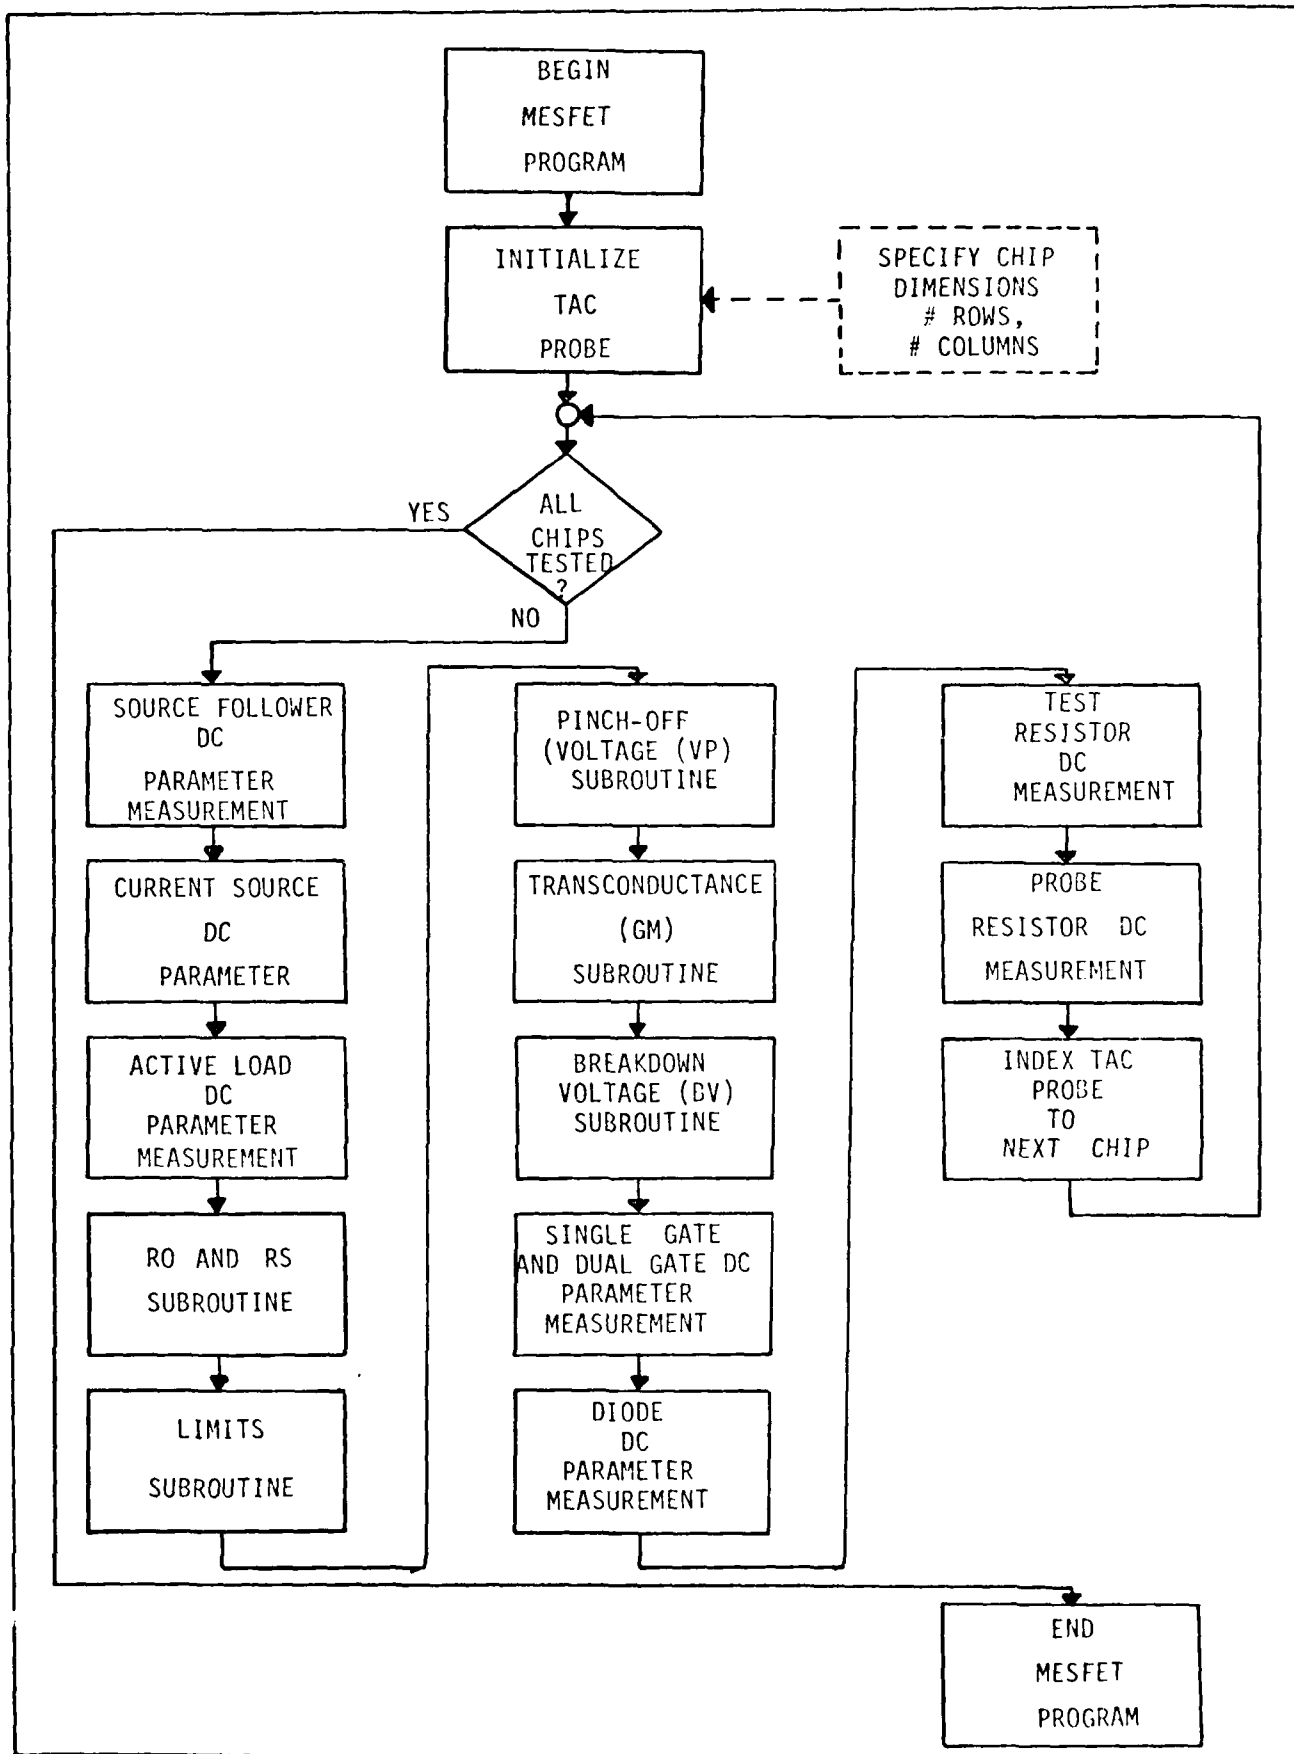 BEGIN
MESFET
PROGRAM
INITIALIZE
TAC
PROBE
SPECIFY CHIP
DIMENSIONS
# ROWS,
# COLUMNS
YES
ALL
CHIPS
TESTED
?
NO
SOURCE FOLLOWER
DC
PARAMETER
MEASUREMENT
CURRENT SOURCE
DC
PARAMETER
ACTIVE LOAD
DC
PARAMETER
MEASUREMENT
RO AND RS
SUBROUTINE
LIMITS
SUBROUTINE
PINCH-OFF
(VOLTAGE (VP)
SUBROUTINE
TRANSCONDUCTANCE
(GM)
SUBROUTINE
BREAKDOWN
VOLTAGE (BV)
SUBROUTINE
SINGLE GATE
AND DUAL GATE DC
PARAMETER
MEASUREMENT
DIODE
DC
PARAMETER
MEASUREMENT
TEST
RESISTOR
DC
MEASUREMENT
PROBE
RESISTOR DC
MEASUREMENT
INDEX TAC
PROBE
TO
NEXT CHIP
END
MESFET
PROGRAM